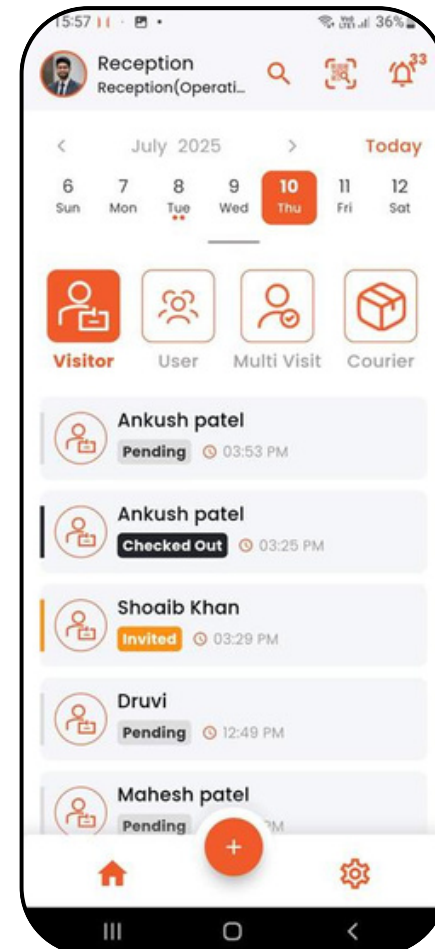 15:57
36%
Reception
Reception(Operati...
33
July 2025
Today
6 7 8 9 10 11 12
Sun Mon Tue Wed Thu Fri Sat
Visitor User Multi Visit Courier
Ankush patel
Pending 03:53 PM
Ankush patel
Checked Out 03:25 PM
Shoaib Khan
Invited 03:29 PM
Druvi
Pending 12:49 PM
Mahesh patel
Pending PM